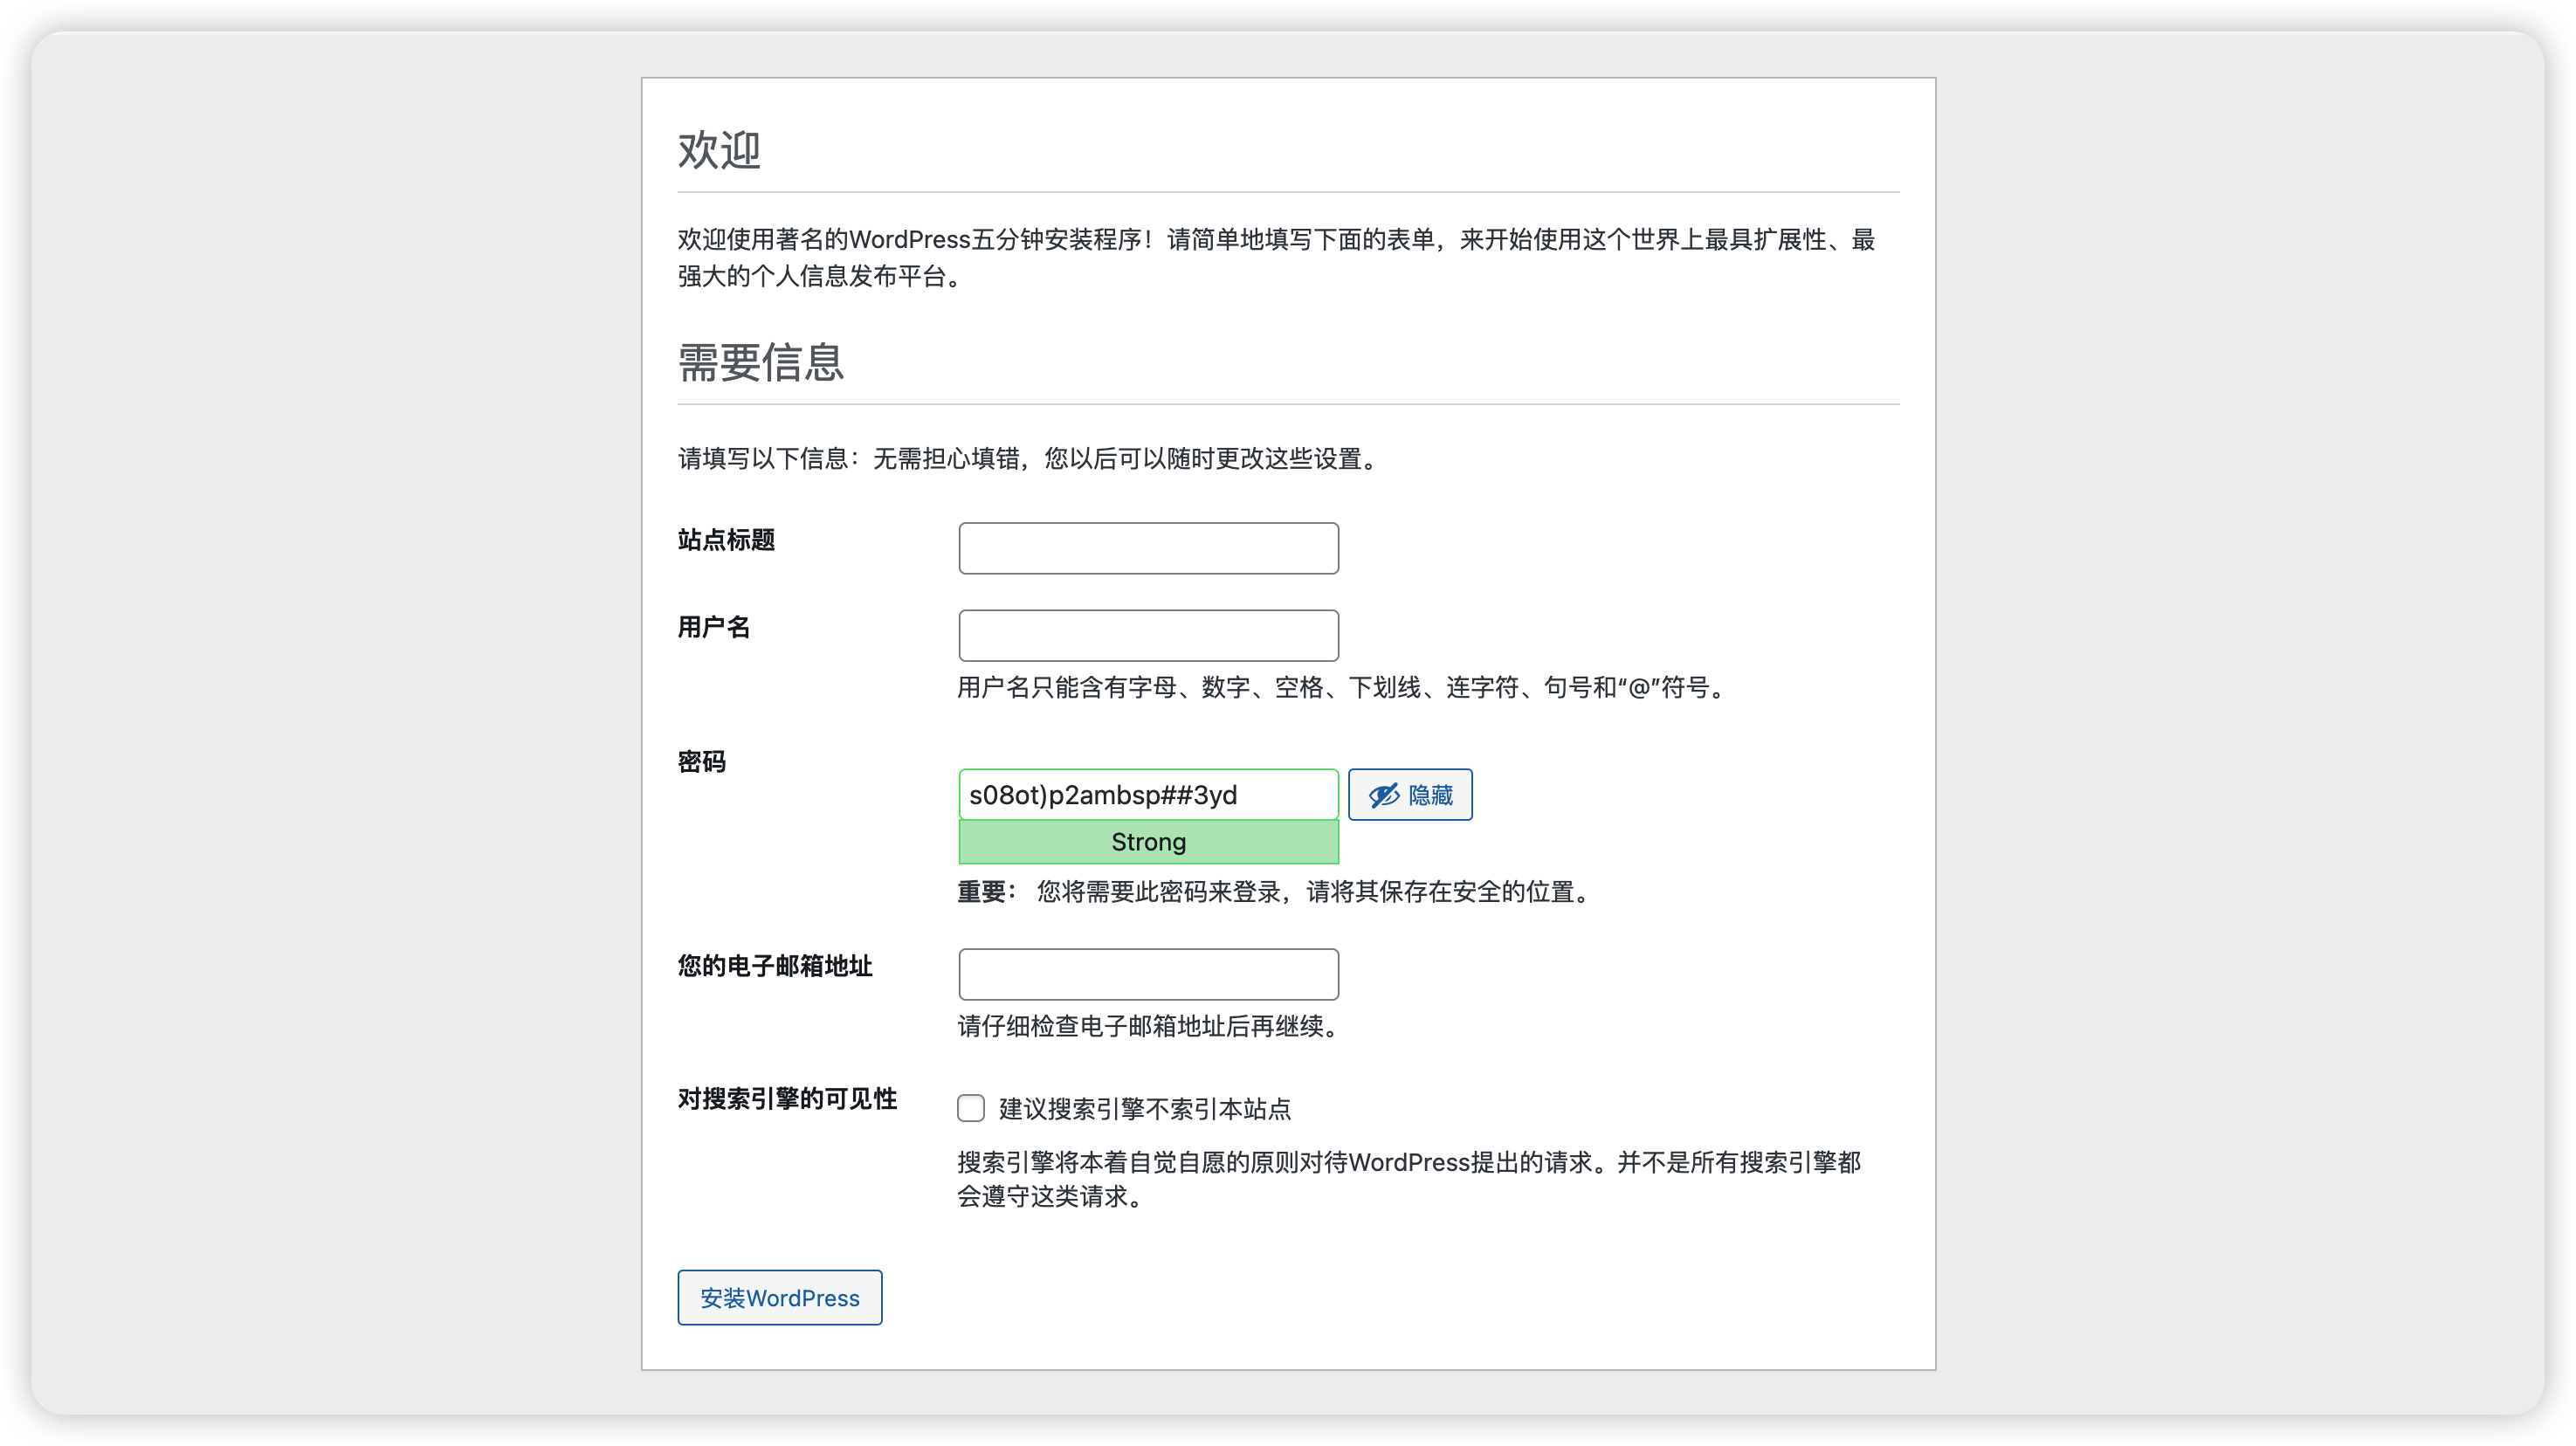 欢迎
欢迎使用著名的WordPress五分钟安装程序！请简单地填写下面的表单，来开始使用这个世界上最具扩展性、最
强大的个人信息发布平台。
需要信息
请填写以下信息：无需担心填错，您以后可以随时更改这些设置。
站点标题
用户名
用户名只能含有字母、数字、空格、下划线、连字符、句号和“@”符号。
密码
s08ot)p2ambsp##3yd
隐藏
Strong
重要： 您将需要此密码来登录，请将其保存在安全的位置。
您的电子邮箱地址
请仔细检查电子邮箱地址后再继续。
对搜索引擎的可见性
建议搜索引擎不索引本站点
搜索引擎将本着自觉自愿的原则对待WordPress提出的请求。并不是所有搜索引擎都
会遵守这类请求。
安装WordPress